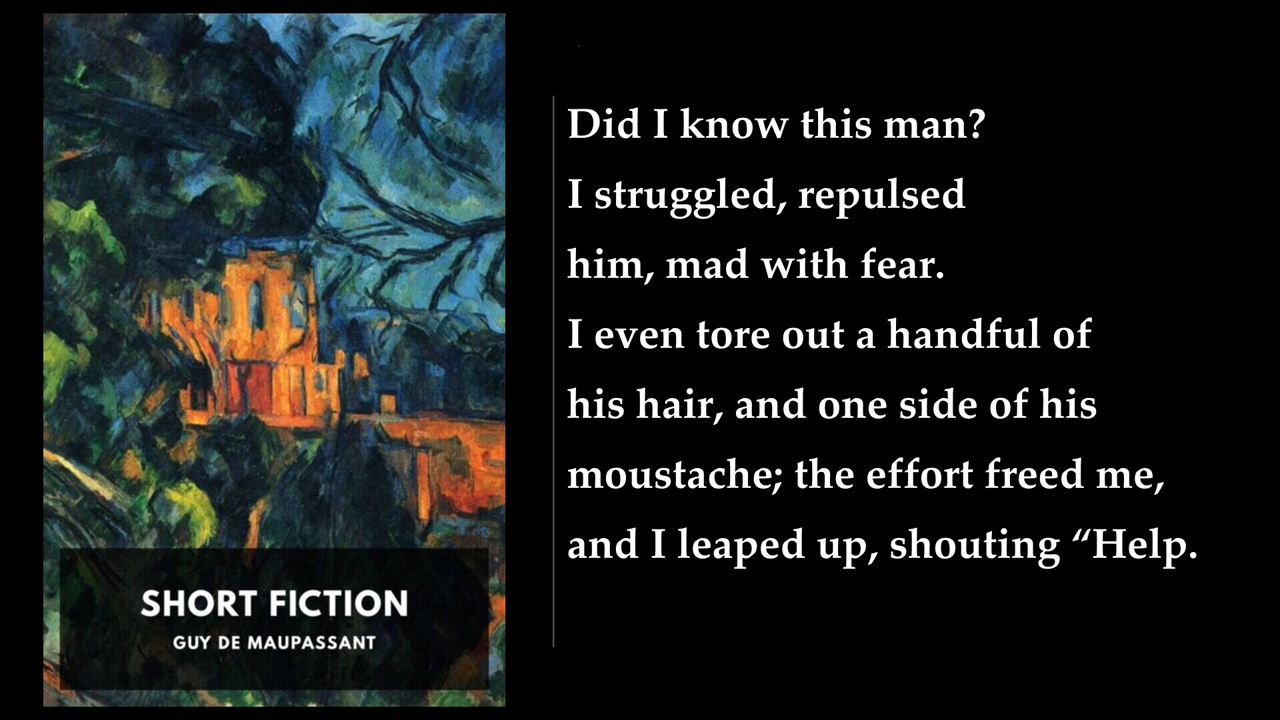 SHORT FICTION
GUY DE MAUPASSANT
Did I know this man?
I struggled, repulsed
him, mad with fear.
I even tore out a handful of
his hair, and one side of his
moustache; the effort freed me,
and I leaped up, shouting “Help.